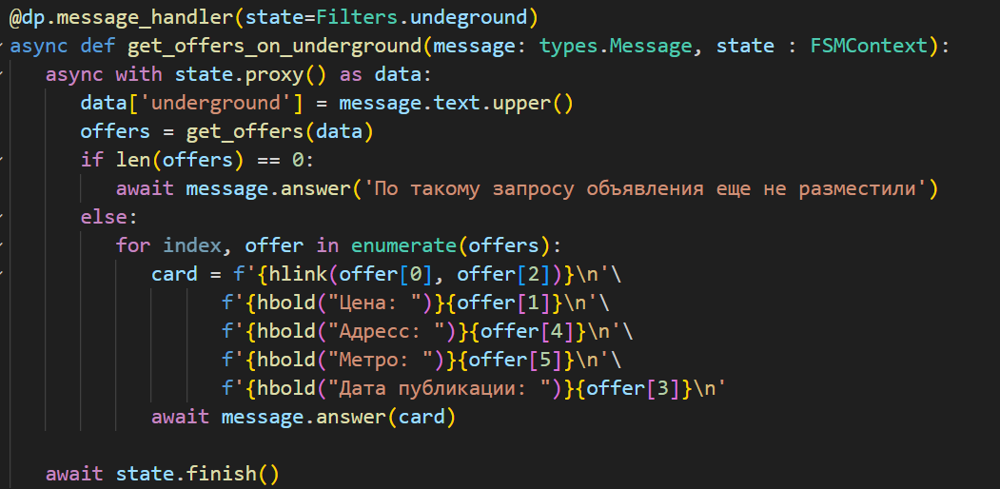 @dp.message_handler(state=Filters.undeground)
async def get_offers_on_underground(message: types.Message, state : FSMContext):
    async with state.proxy() as data:
        data['underground'] = message.text.upper()
        offers = get_offers(data)
        if len(offers) == 0:
            await message.answer('По такому запросу объявления еще не разместили')
        else:
            for index, offer in enumerate(offers):
                card = f'{hlink(offer[0], offer[2])}\n'\
                        f'{hbold("Цена: ")}{offer[1]}\n'\
                        f'{hbold("Адресс: ")}{offer[4]}\n'\
                        f'{hbold("Метро: ")}{offer[5]}\n'\
                        f'{hbold("Дата публикации: ")}{offer[3]}\n'
                await message.answer(card)
    await state.finish()